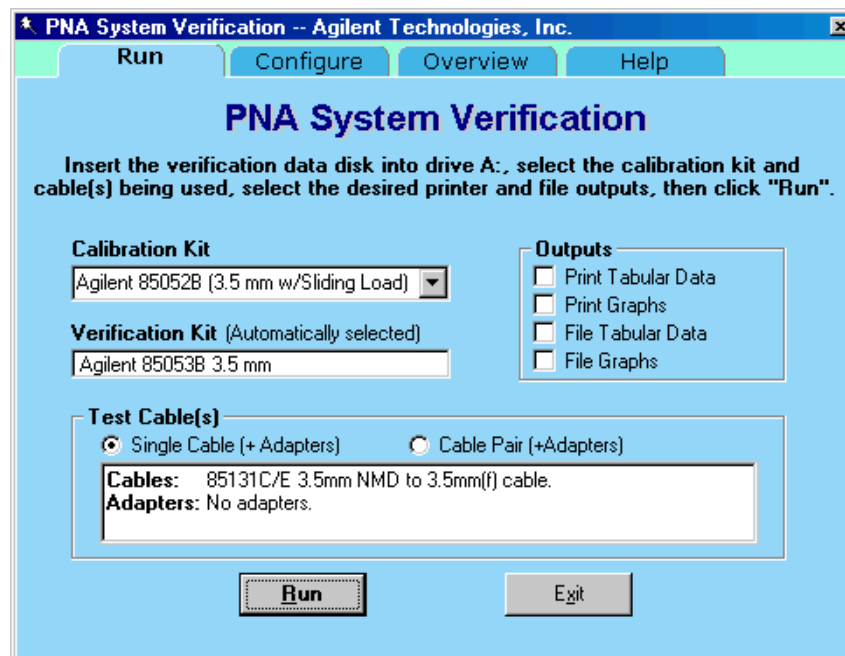 PNA System Verification -- Agilent Technologies, Inc.
Run
Configure
Overview
Help
PNA System Verification
Insert the verification data disk into drive A:, select the calibration kit and
cable(s) being used, select the desired printer and file outputs, then click "Run".
Calibration Kit
Agilent 85052B (3.5 mm w/Sliding Load)
Verification Kit (Automatically selected)
Agilent 85053B 3.5 mm
Outputs
Print Tabular Data
Print Graphs
File Tabular Data
File Graphs
Test Cable(s)
Single Cable (+ Adapters)
Cable Pair (+Adapters)
Cables: 85131C/E 3.5mm NMD to 3.5mm(f) cable.
Adapters: No adapters.
Run
Exit